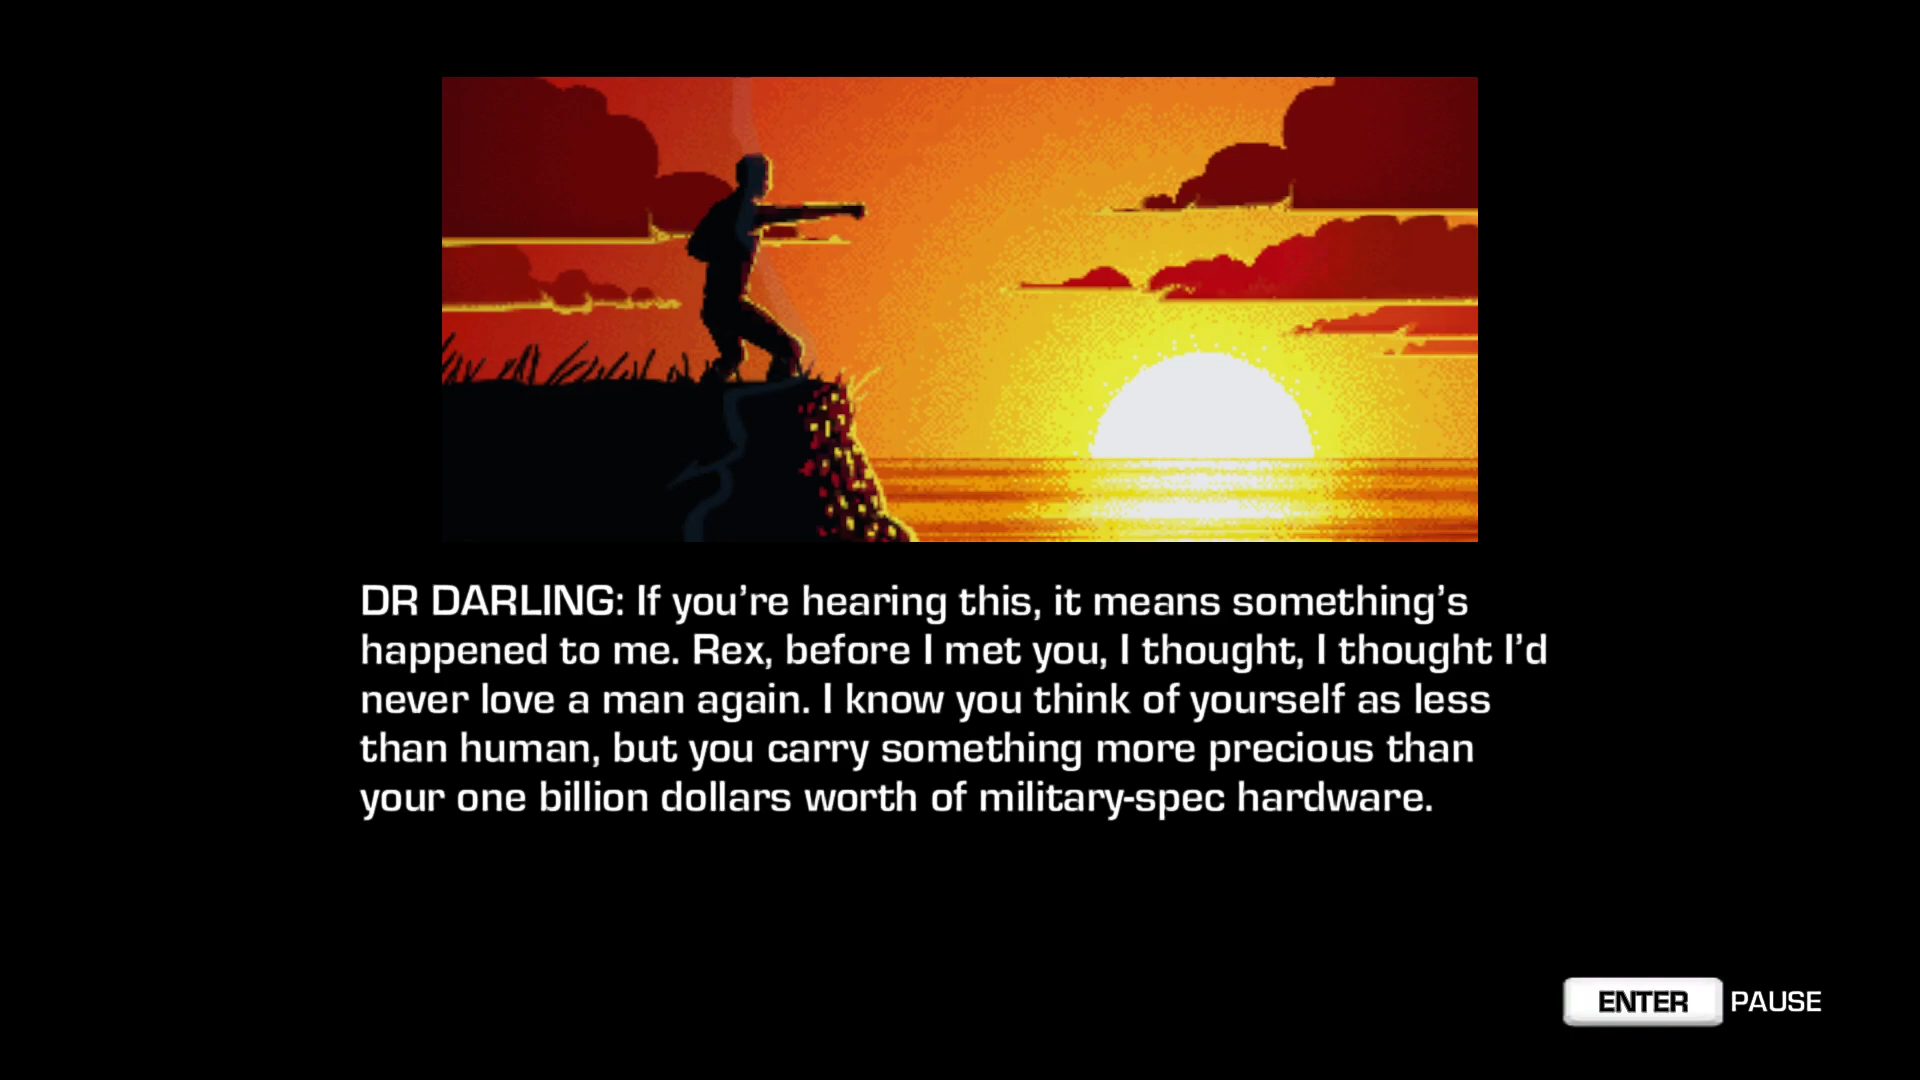 DR DARLING: If you’re hearing this, it means something’s
happened to me. Rex, before I met you, I thought, I thought I’d
never love a man again. I know you think of yourself as less
than human, but you carry something more precious than
your one billion dollars worth of military-spec hardware.
ENTER PAUSE